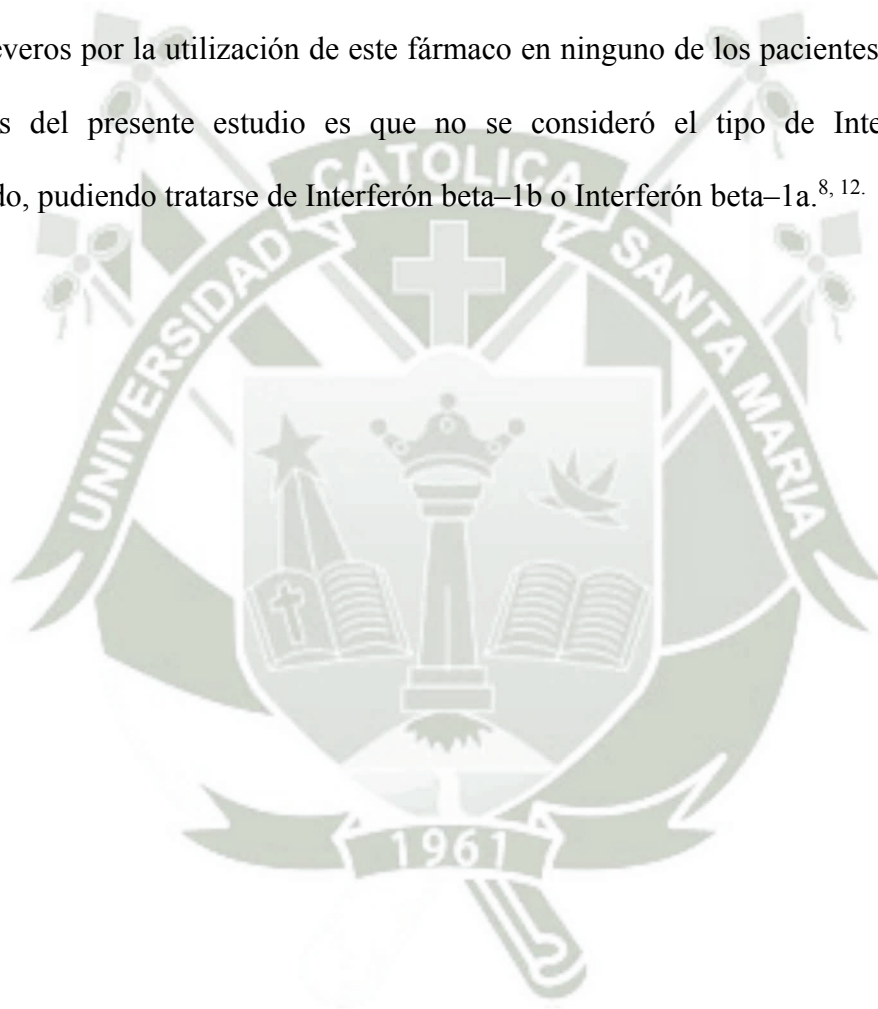 everos por la utilización de este fármaco en ninguno de los pacientes
s del presente estudio es que no se consideró el tipo de Inte
do, pudiendo tratarse de Interferón beta–1b o Interferón beta–1a.8, 12.
UNIVERSIDAD CATOLICA SANTA MARIA
1961